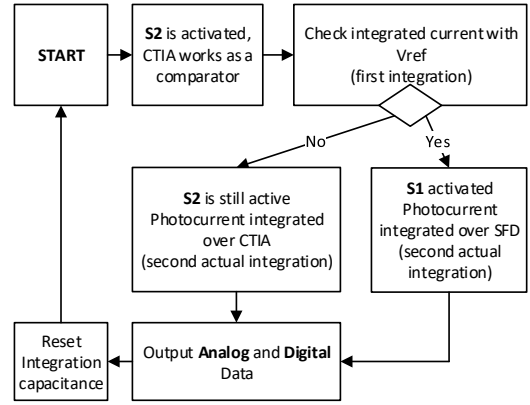 START
S2 is activated,
CTIA works as a
comparator
Check integrated current with
Vref
(first integration)
No
Yes
S2 is still active
Photocurrent integrated
over CTIA
(second actual integration)
S1 activated
Photocurrent
integrated over SFD
(second actual
integration)
Reset
Integration
capacitance
Output Analog and Digital
Data